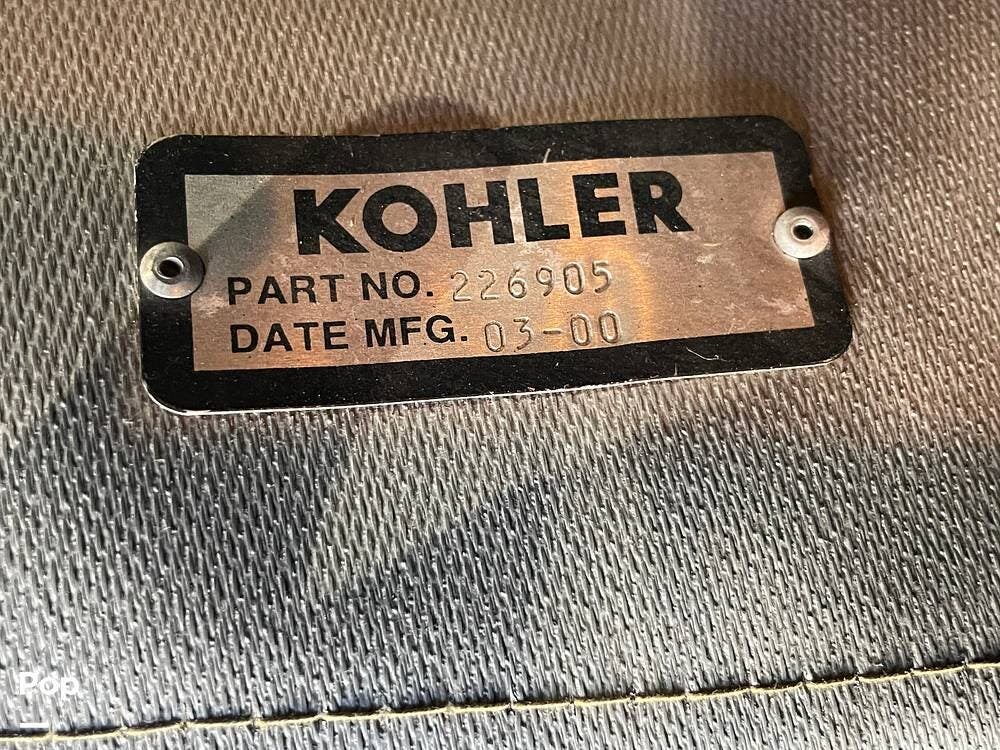 KOHLER
PART NO. 226905
DATE MFG. 03-00
Pop